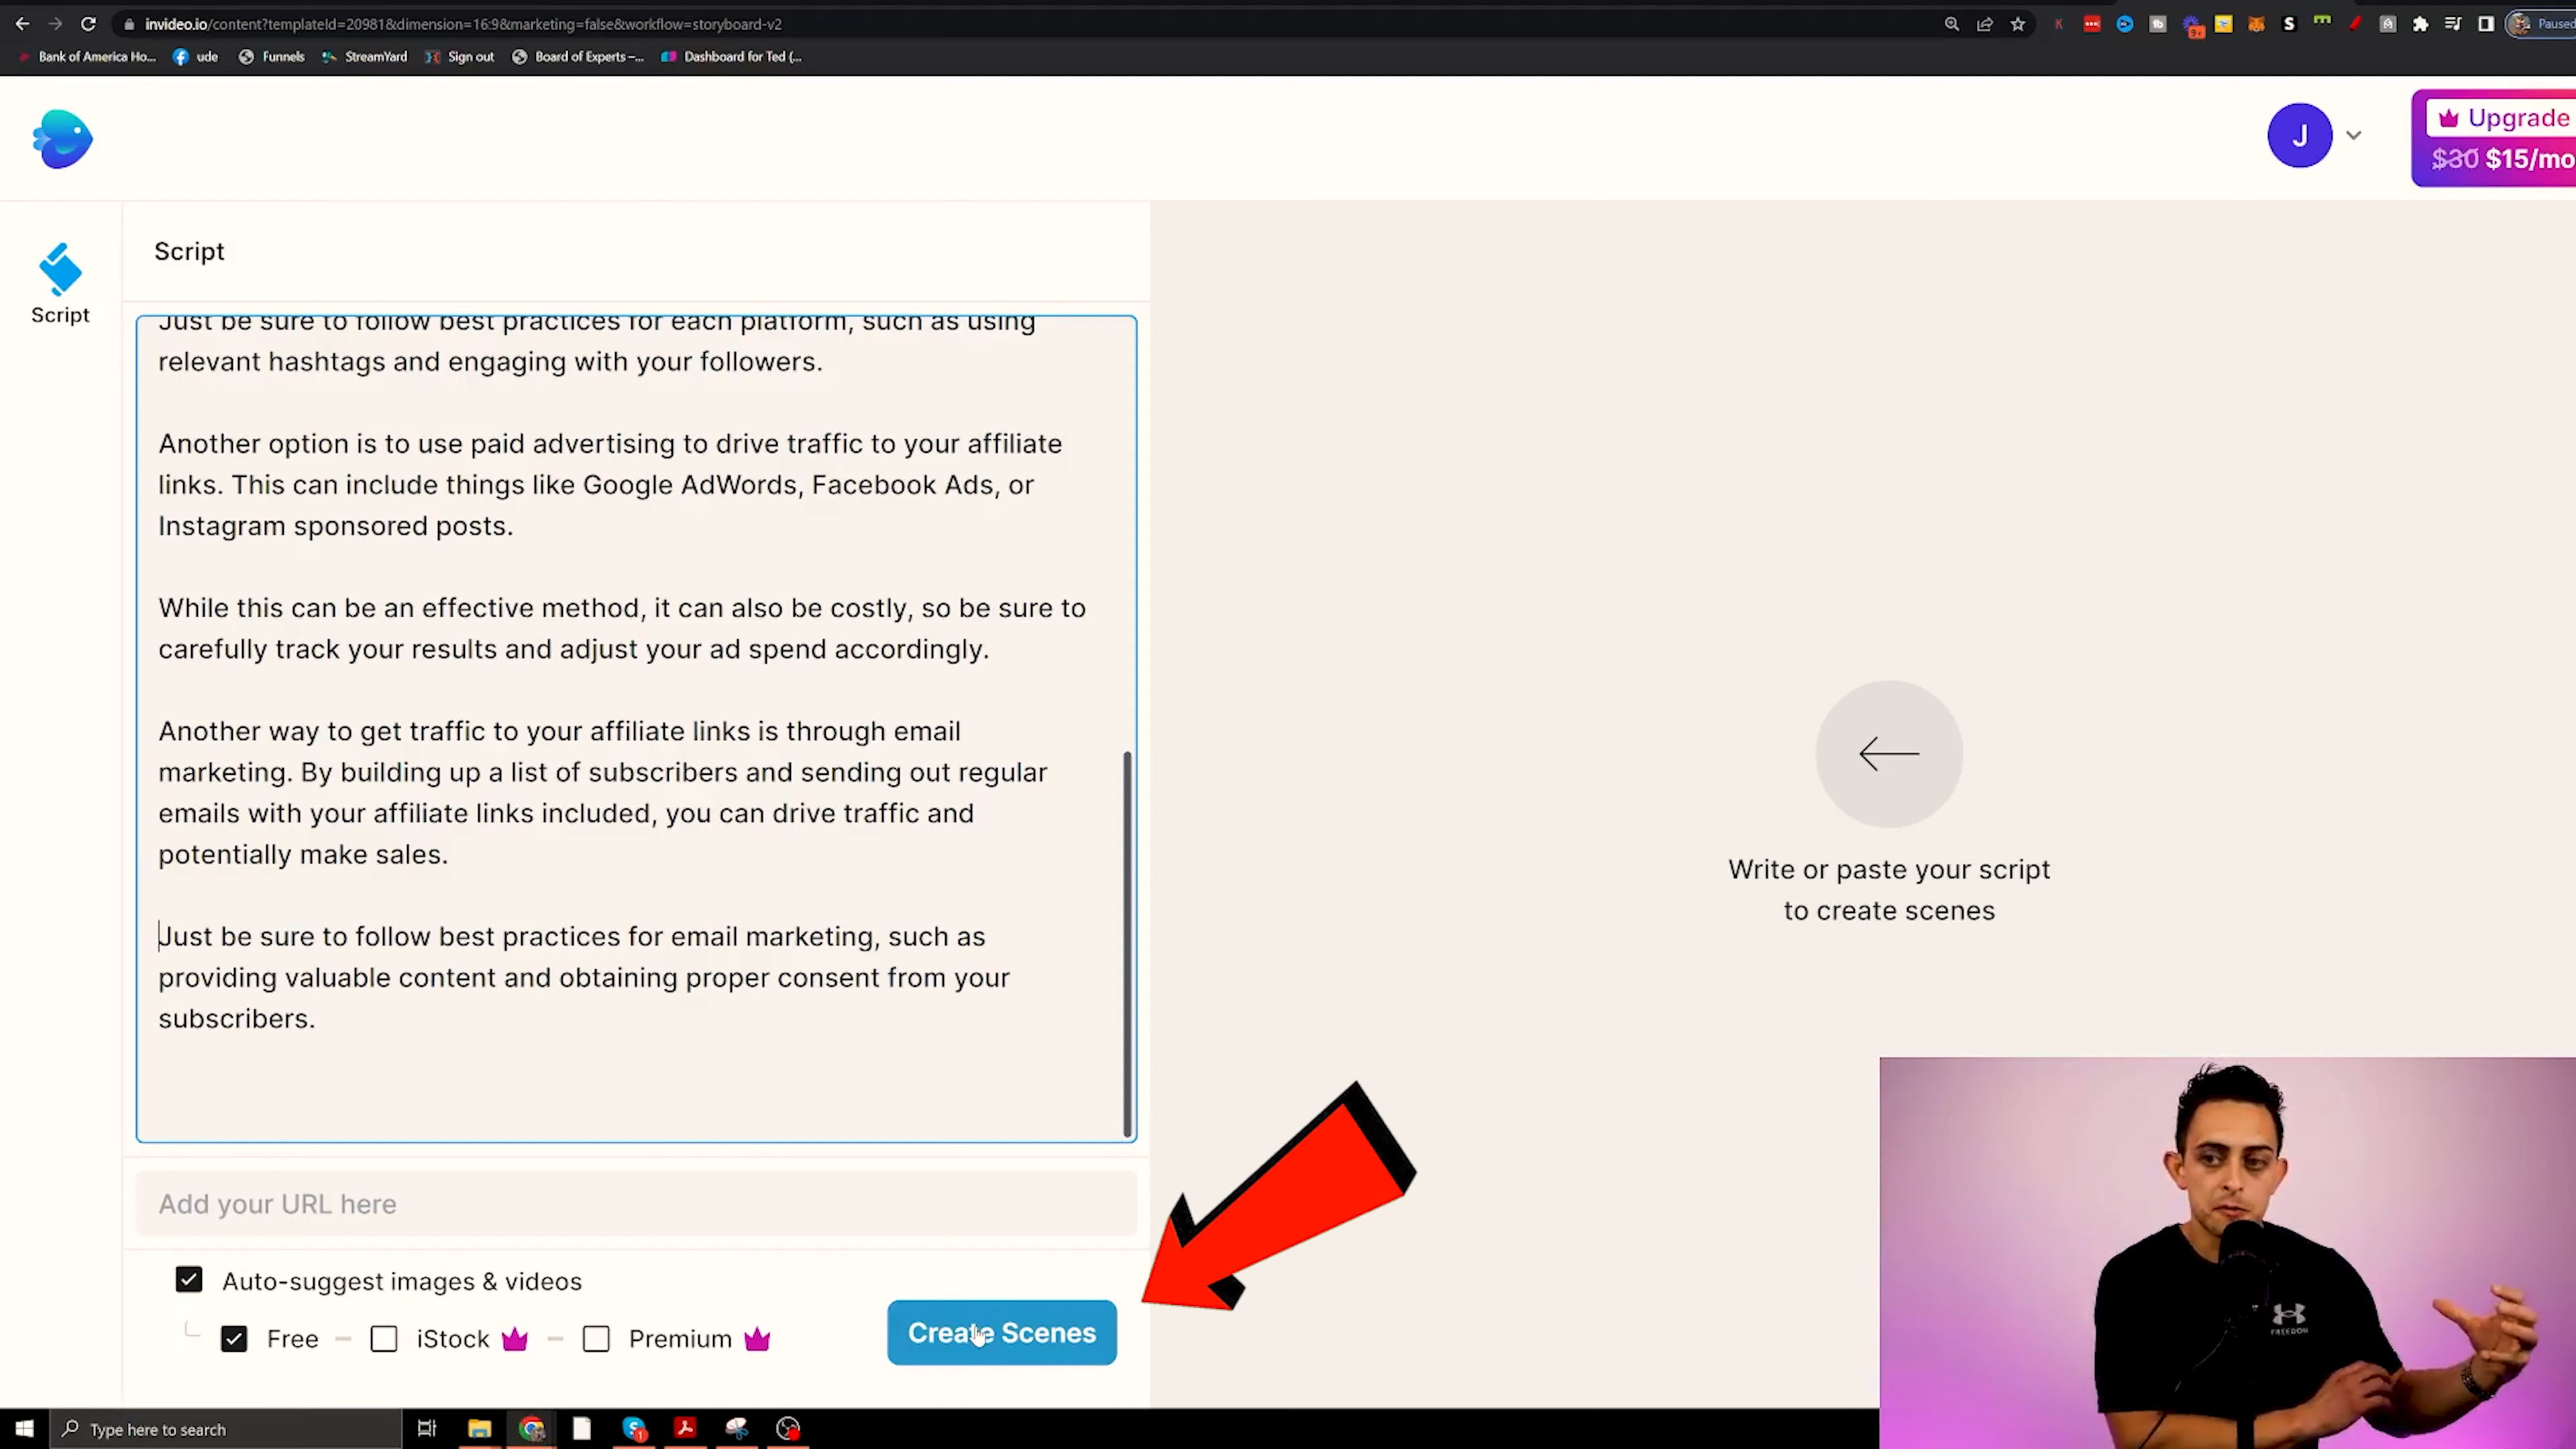 invideo.io/content?templateId=20981&dimension=16:9&marketing=false&workflow=storyboard-v2
Paused
Bank of America Ho...
ude
Funnels
StreamYard
Sign out
Board of Experts –...
Dashboard for Ted (...
J
Upgrade
$30 $15/mo
Script
Script
Just be sure to follow best practices for each platform, such as using
relevant hashtags and engaging with your followers.
Another option is to use paid advertising to drive traffic to your affiliate
links. This can include things like Google AdWords, Facebook Ads, or
Instagram sponsored posts.
While this can be an effective method, it can also be costly, so be sure to
carefully track your results and adjust your ad spend accordingly.
Another way to get traffic to your affiliate links is through email
marketing. By building up a list of subscribers and sending out regular
emails with your affiliate links included, you can drive traffic and
potentially make sales.
Just be sure to follow best practices for email marketing, such as
providing valuable content and obtaining proper consent from your
subscribers.
Write or paste your script
to create scenes
Add your URL here
Auto-suggest images & videos
Free
iStock
Premium
Create Scenes
FREEDOM
Type here to search